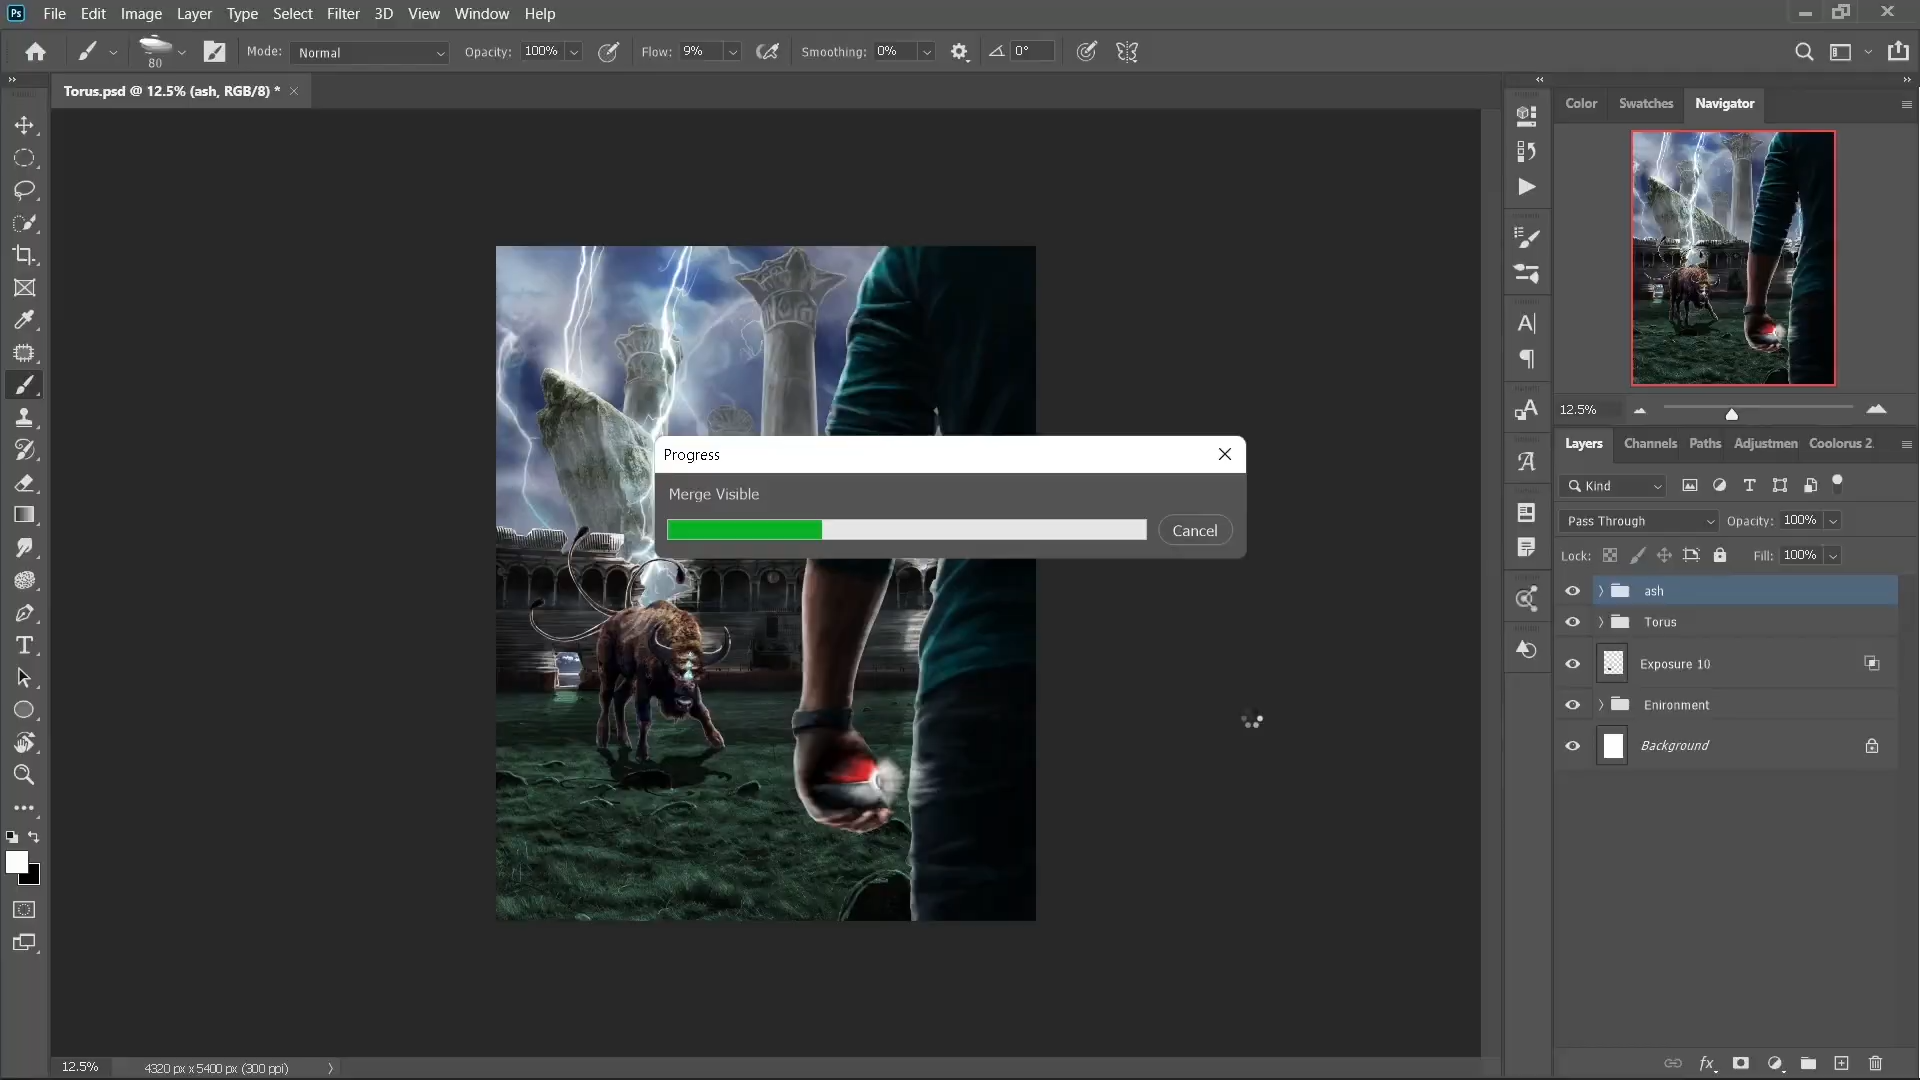 Ps File Edit Image Layer Type Select Filter 3D View Window Help
80 Mode: Normal Opacity: 100% Flow: 9% Smoothing: 0% 0°
Torus.psd @ 12.5% (ash, RGB/8) *
Color Swatches Navigator
12.5%
Progress
Merge Visible
Cancel
Layers Channels Paths Adjustmen Coolorus 2
Kind
Pass Through Opacity: 100%
Lock: Fill: 100%
ash
Torus
Exposure 10
Enironment
Background
12.5% 4320 px x 5400 px (300 ppi)